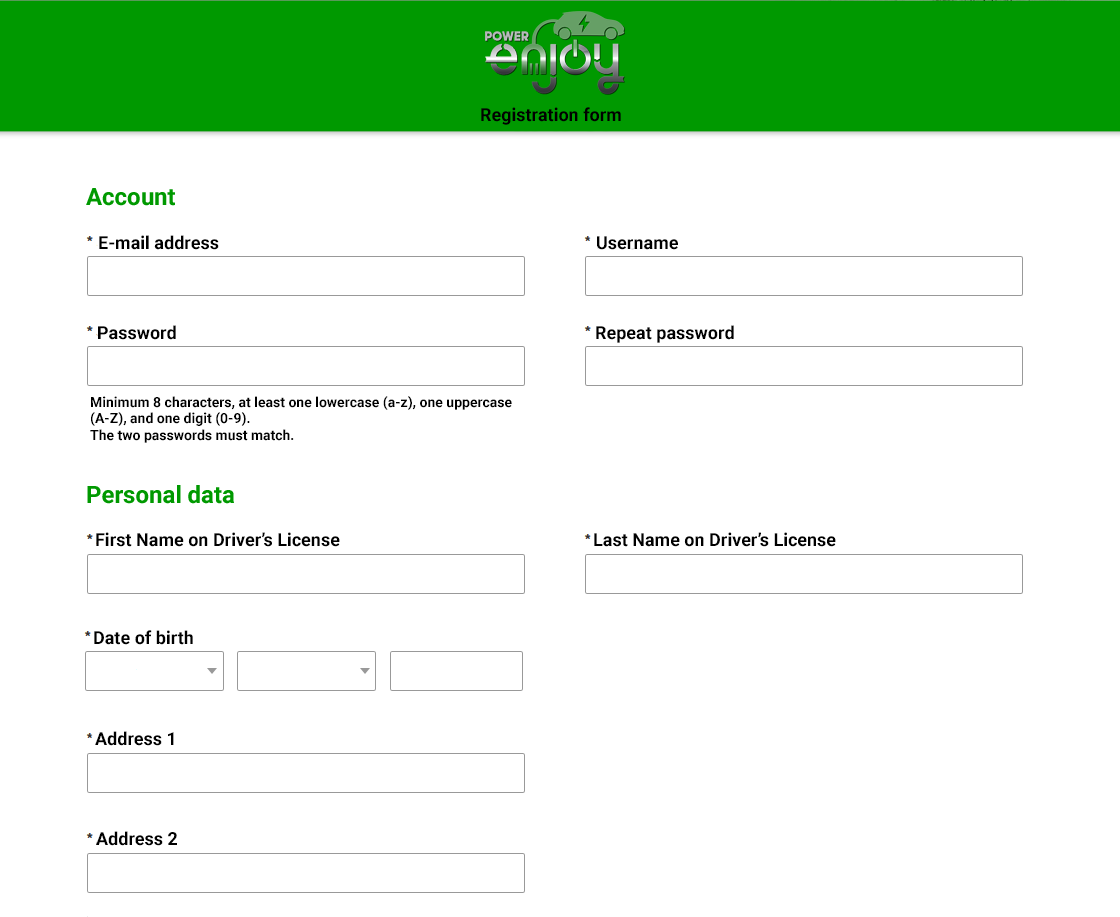 POWER
enjoy
Registration form
Account
* E-mail address
* Username
* Password
* Repeat password
Minimum 8 characters, at least one lowercase (a-z), one uppercase
(A-Z), and one digit (0-9).
The two passwords must match.
Personal data
*First Name on Driver’s License
*Last Name on Driver’s License
*Date of birth
*Address 1
*Address 2